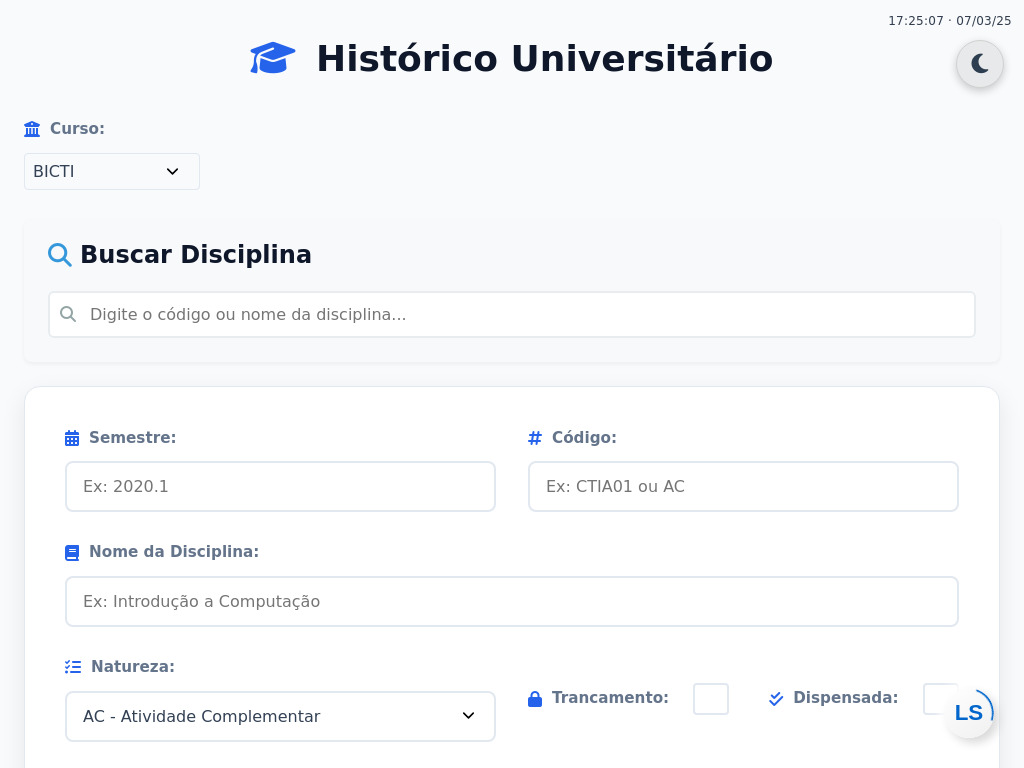 17:25:07 · 07/03/25
Histórico Universitário
Curso:
BICTI
Buscar Disciplina
Digite o código ou nome da disciplina...
Semestre:
Código:
Ex: 2020.1
Ex: CTIA01 ou AC
Nome da Disciplina:
Ex: Introdução a Computação
Natureza:
Trancamento:
Dispensada:
AC - Atividade Complementar
LS